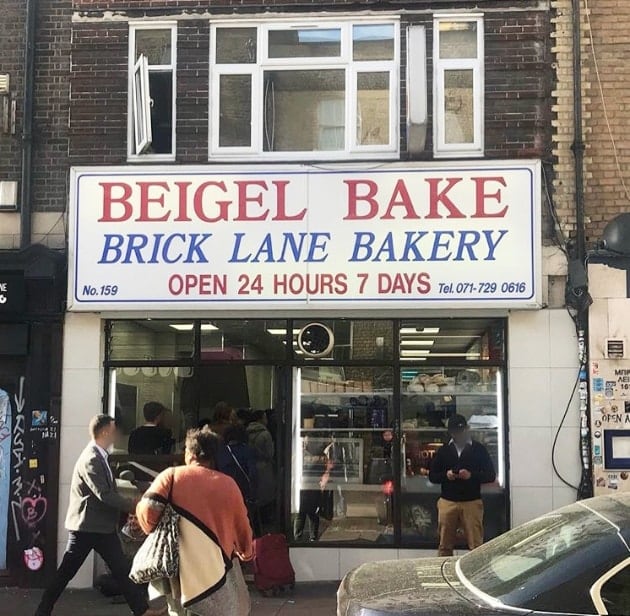 BEIGEL BAKE
BRICK LANE BAKERY
No.159
OPEN 24 HOURS 7 DAYS
Tel. 071-729 0616